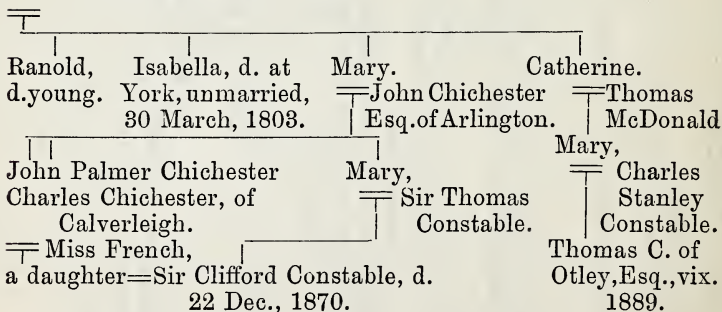 Ranold, Isabella, d. at Mary. Catherine.
d.young. York, unmarried, John Chichester Thomas
30 March, 1803. Esq. of Arlington. McDonald
John Palmer Chichester Mary, Mary,
Charles Chichester, of Sir Thomas Charles
Calverleigh. Constable. Stanley
Constable.
Miss French, Thomas C. of
a daughter=Sir Clifford Constable, d. Otley, Esq., vix.
22 Dec., 1870. 1889.